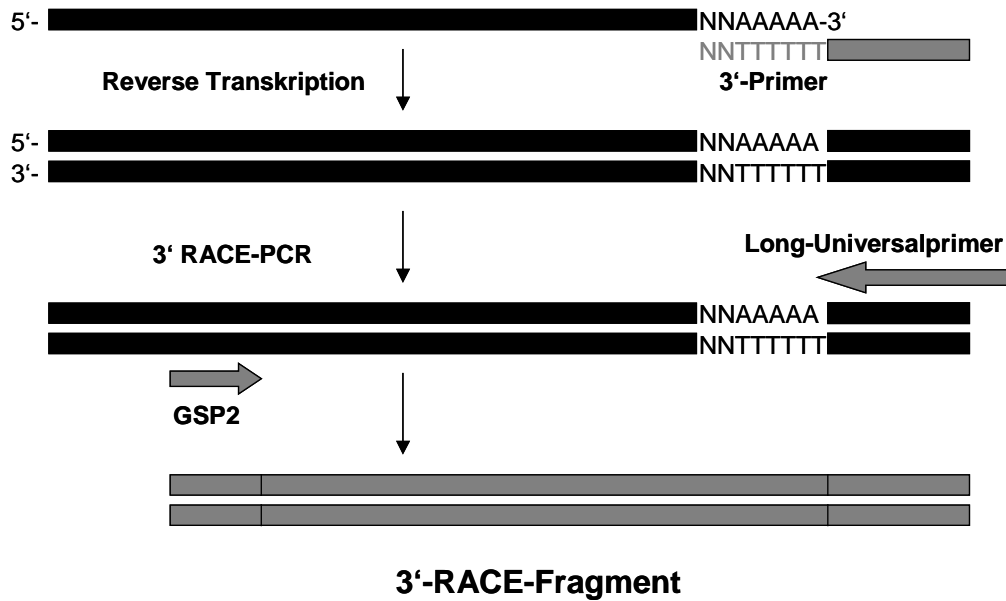 5‘- NNAAAAA-3‘
NNTTTTTT
Reverse Transkription 3‘-Primer
5‘- NNAAAAA
3‘- NNTTTTTT
Long-Universalprimer
3‘ RACE-PCR
NNAAAAA
NNTTTTTT
GSP2
3‘-RACE-Fragment